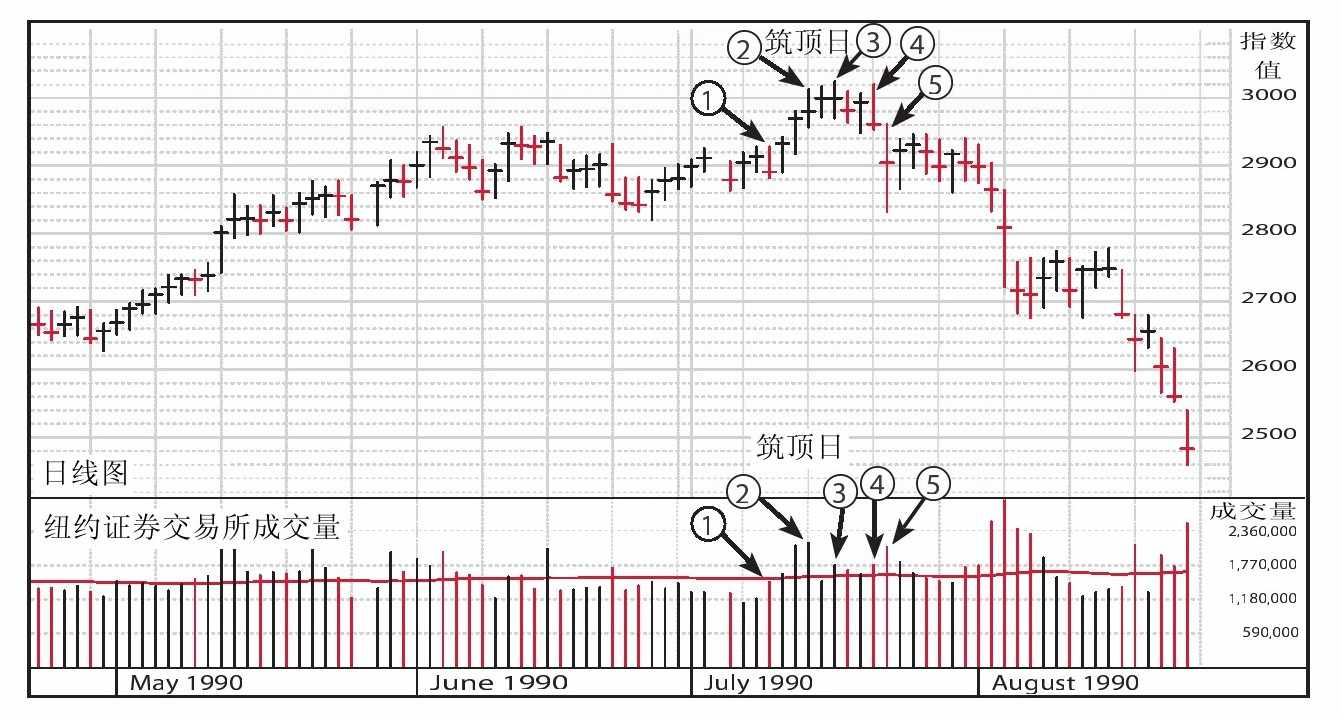 ② 筑顶日 ③ ④
指数值
① ⑤
3000
2900
2800
2700
2600
2500
日线图
筑顶日
② ③ ④ ⑤
①
纽约证券交易所成交量
成交量
2,360,000
1,770,000
1,180,000
590,000
May 1990 June 1990 July 1990 August 1990